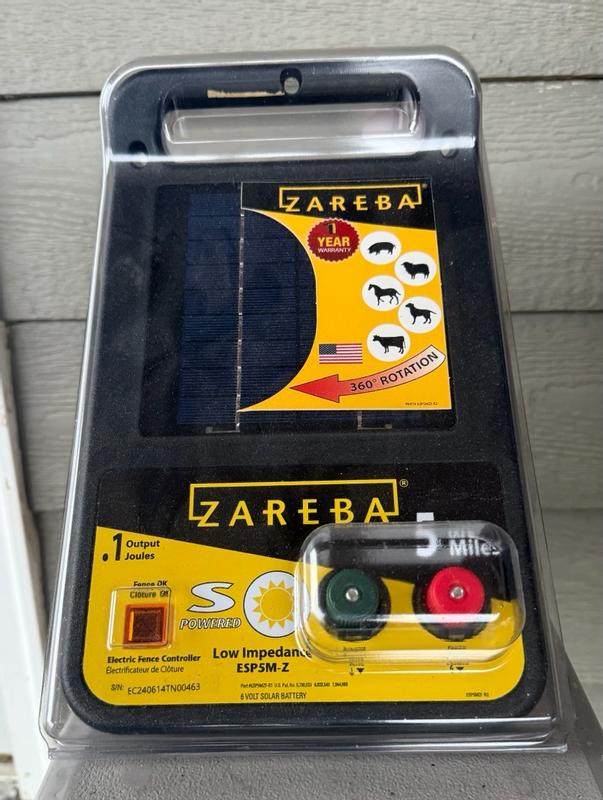 ZAREBA®
1
YEAR
WARRANTY
360° ROTATION
ZAREBA®
.1 Output
Joules
5
Miles
Fence OK
Clôture OK
S
POWERED
Low Impedance
ESP5M-Z
Electric Fence Controller
Électrificateur de Clôture
S/N: EC240614TN00463
6 VOLT SOLAR BATTERY